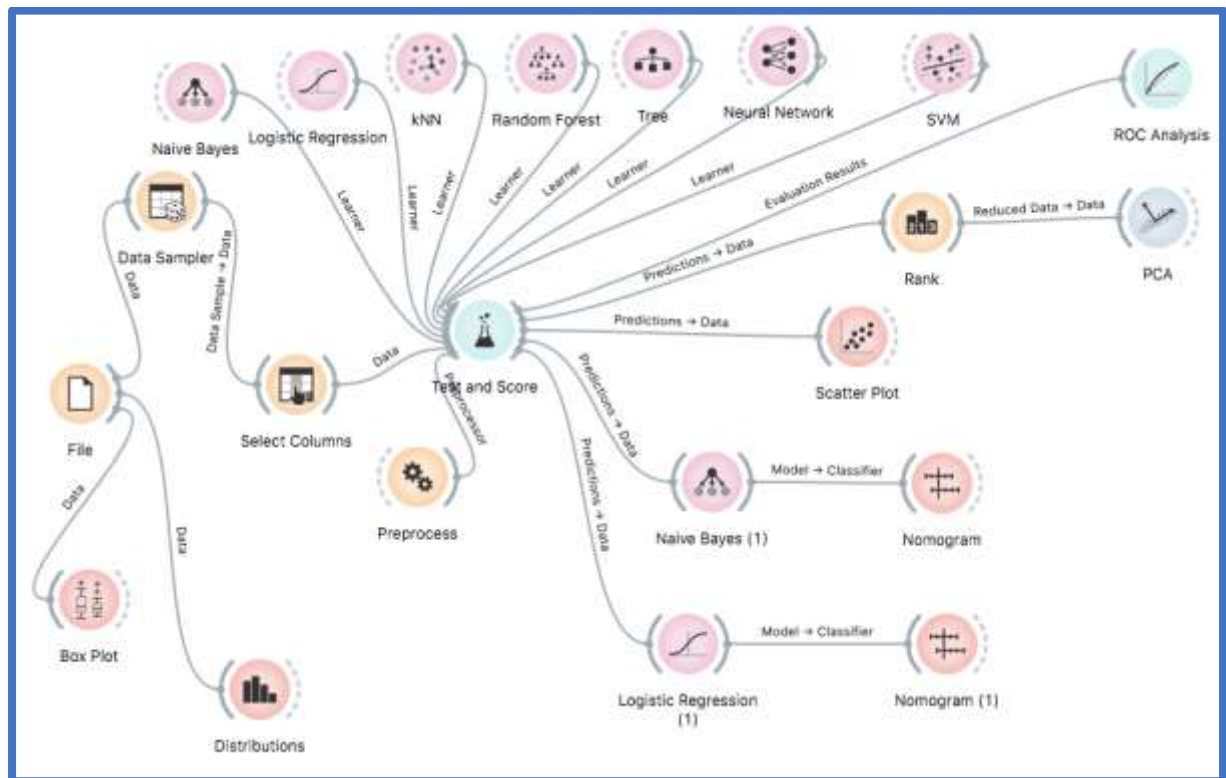 Naive Bayes
Logistic Regression
kNN
Random Forest
Tree
Neural Network
SVM
ROC Analysis
Learner
Learner
Learner
Learner
Learner
Learner
Learner
Evaluation Results
Data Sampler
Data
Data Sample → Data
Predictions → Data
Rank
Reduced Data → Data
PCA
File
Select Columns
Data
Test and Score
Predictions → Data
Scatter Plot
Preprocessor
Preprocess
Predictions → Data
Naive Bayes (1)
Model → Classifier
Nomogram
Predictions → Data
Data
Data
Box Plot
Distributions
Logistic Regression
(1)
Model → Classifier
Nomogram (1)